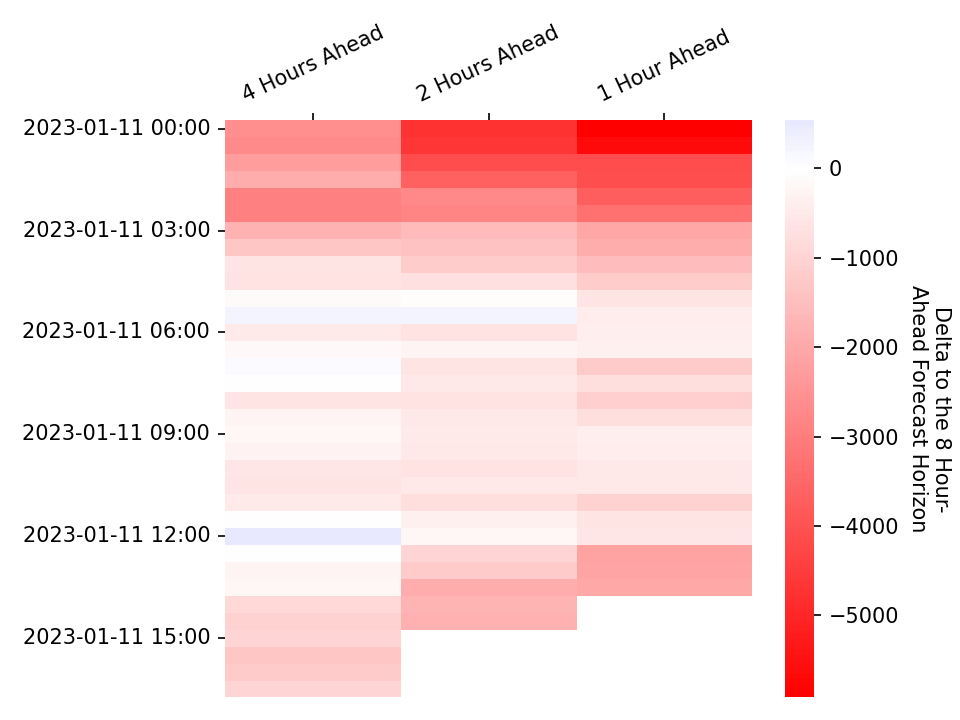 4 Hours Ahead
2 Hours Ahead
1 Hour Ahead
2023-01-11 00:00
2023-01-11 03:00
2023-01-11 06:00
2023-01-11 09:00
2023-01-11 12:00
2023-01-11 15:00
0
−1000
−2000
−3000
−4000
−5000
Delta to the 8 Hour-
Ahead Forecast Horizon